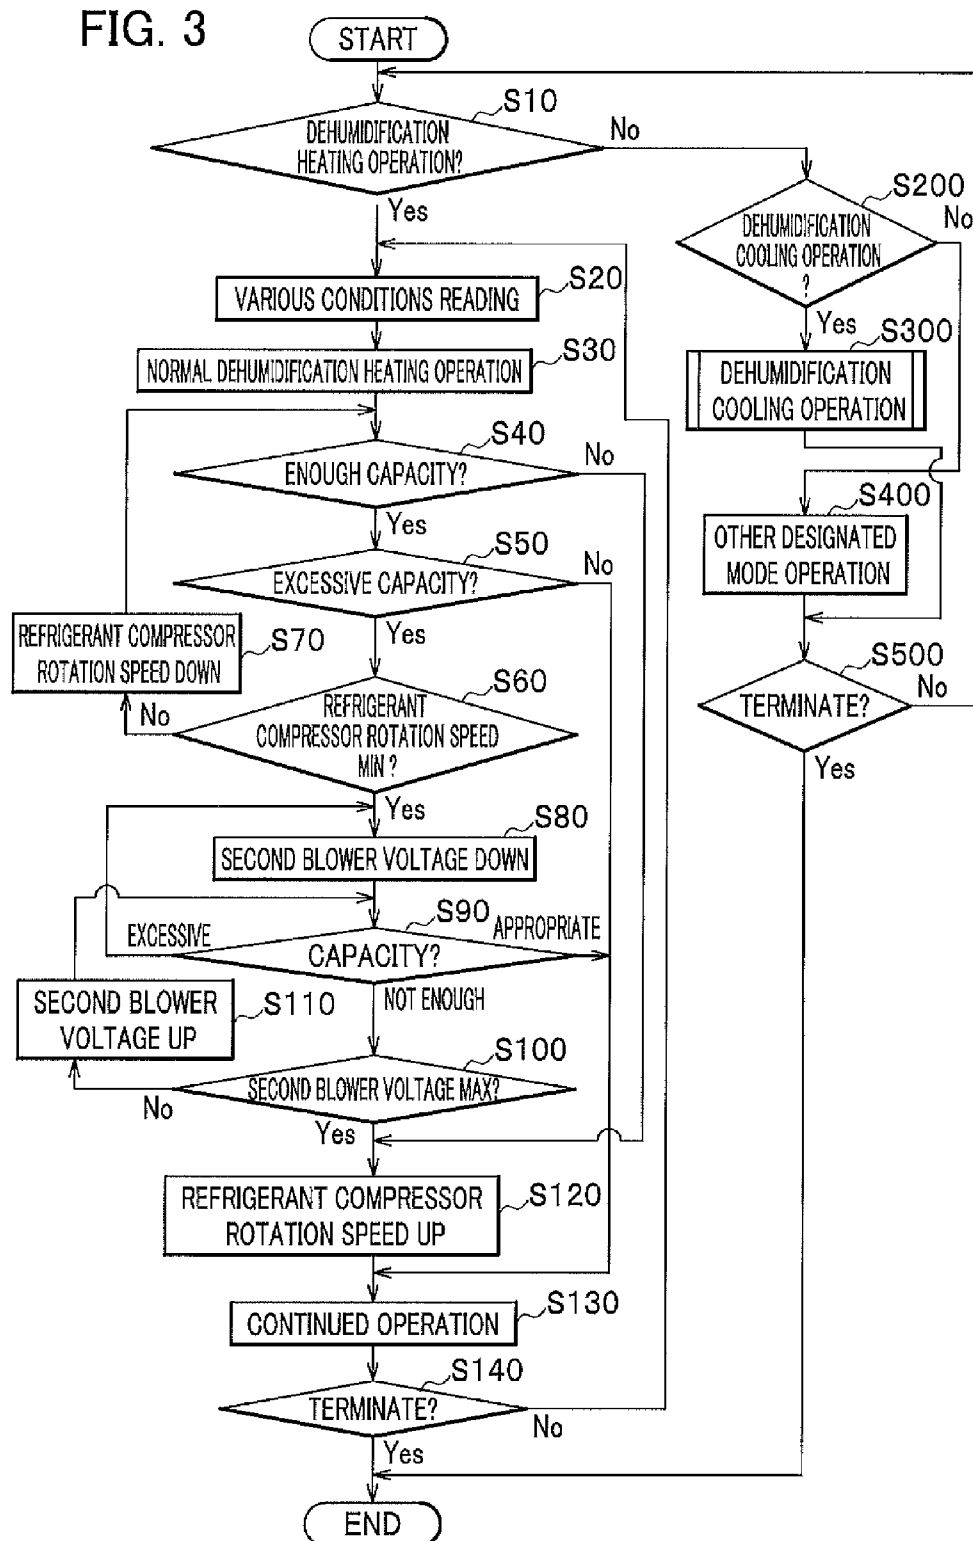 FIG. 3
START
S10
DEHUMIDIFICATION
HEATING OPERATION?
No
Yes
S200
DEHUMIDIFICATION
COOLING OPERATION
?
No
Yes
S20
VARIOUS CONDITIONS READING
S300
DEHUMIDIFICATION
COOLING OPERATION
S30
NORMAL DEHUMIDIFICATION HEATING OPERATION
S40
ENOUGH CAPACITY?
No
Yes
S400
OTHER DESIGNATED
MODE OPERATION
S50
EXCESSIVE CAPACITY?
No
Yes
S70
REFRIGERANT COMPRESSOR
ROTATION SPEED DOWN
S500
TERMINATE?
No
Yes
S60
REFRIGERANT
COMPRESSOR ROTATION SPEED
MIN ?
No
Yes
S80
SECOND BLOWER VOLTAGE DOWN
S90
CAPACITY?
EXCESSIVE
APPROPRIATE
NOT ENOUGH
S110
SECOND BLOWER
VOLTAGE UP
S100
SECOND BLOWER VOLTAGE MAX?
No
Yes
S120
REFRIGERANT COMPRESSOR
ROTATION SPEED UP
S130
CONTINUED OPERATION
S140
TERMINATE?
No
Yes
END